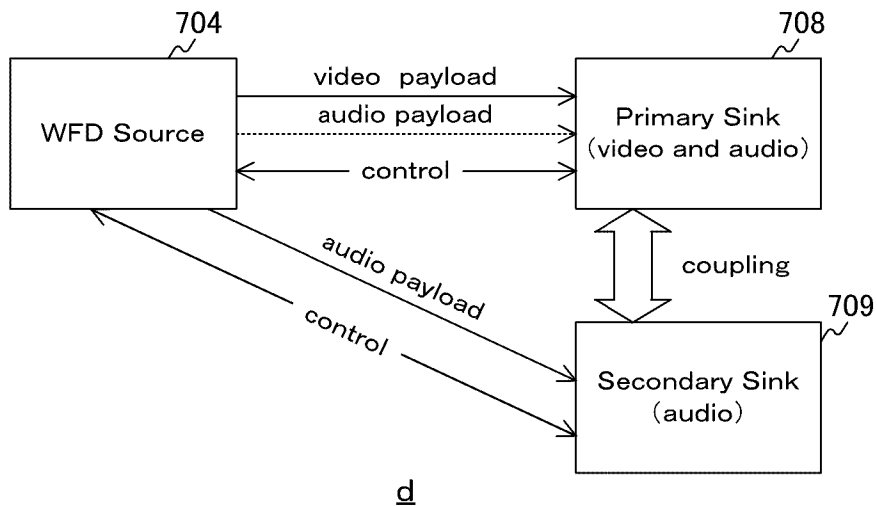 704
708
WFD Source
video payload
audio payload
control
Primary Sink
(video and audio)
audio payload
control
coupling
709
Secondary Sink
(audio)
d